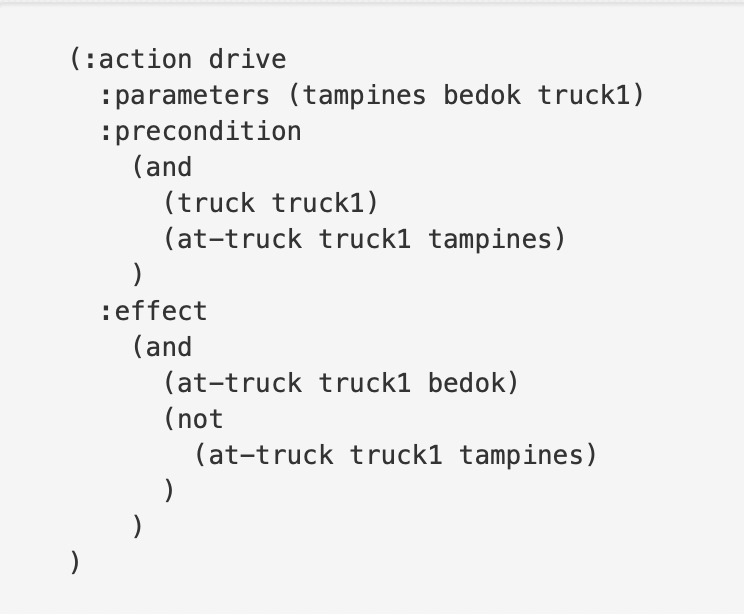 (:action drive
  :parameters (tampines bedok truck1)
  :precondition
    (and
      (truck truck1)
      (at-truck truck1 tampines)
    )
  :effect
    (and
      (at-truck truck1 bedok)
      (not
        (at-truck truck1 tampines)
      )
    )
)